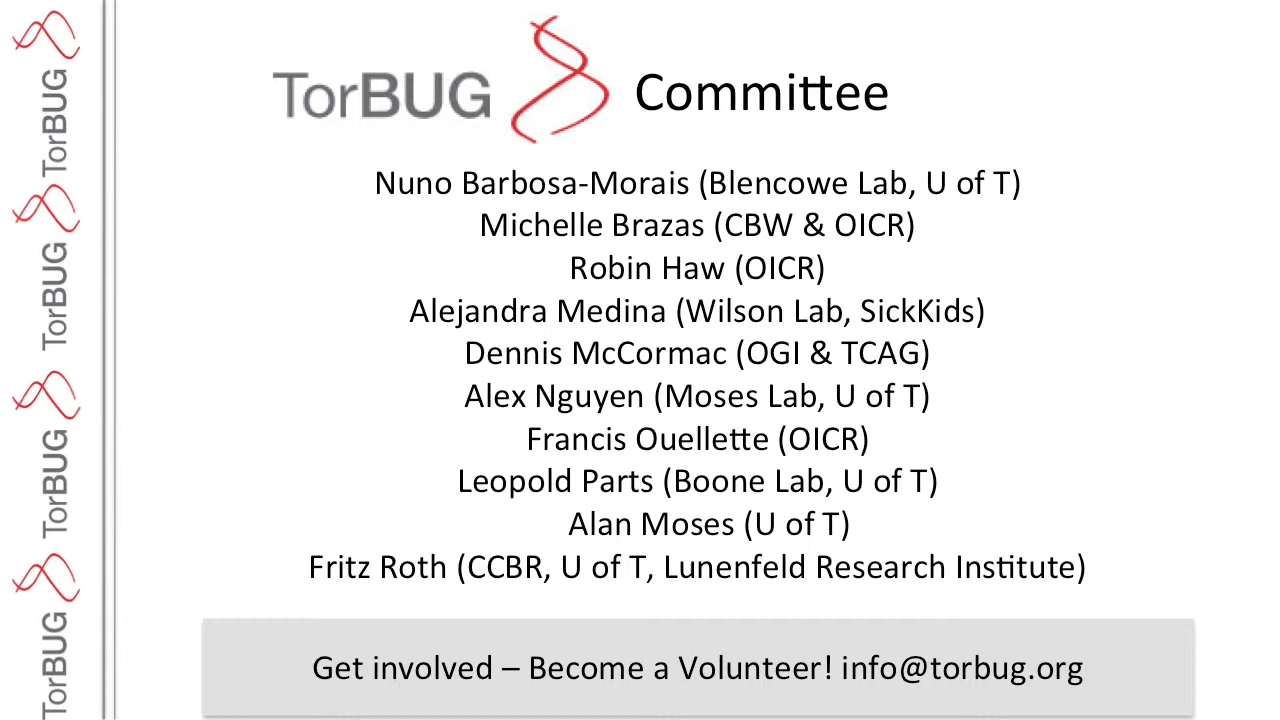 TorBUG Committee
Nuno Barbosa-Morais (Blencowe Lab, U of T)
Michelle Brazas (CBW & OICR)
Robin Haw (OICR)
Alejandra Medina (Wilson Lab, SickKids)
Dennis McCormac (OGI & TCAG)
Alex Nguyen (Moses Lab, U of T)
Francis Ouellette (OICR)
Leopold Parts (Boone Lab, U of T)
Alan Moses (U of T)
Fritz Roth (CCBR, U of T, Lunenfeld Research Institute)
Get involved – Become a Volunteer! info@torbug.org
TorBUG
TorBUG
TorBUG
TorBUG